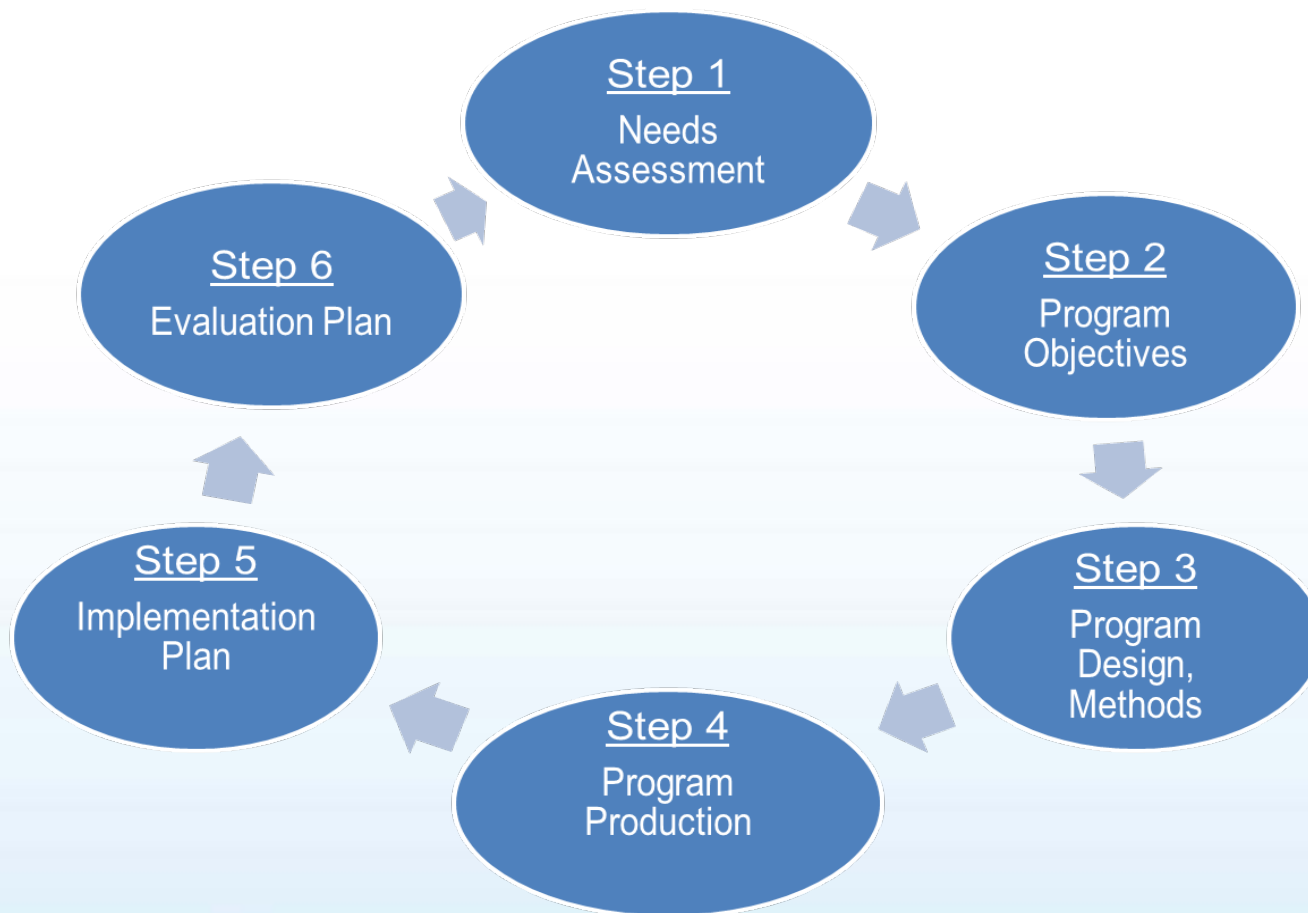 Step 1
Needs
Assessment
Step 2
Program
Objectives
Step 3
Program
Design,
Methods
Step 4
Program
Production
Step 5
Implementation
Plan
Step 6
Evaluation Plan